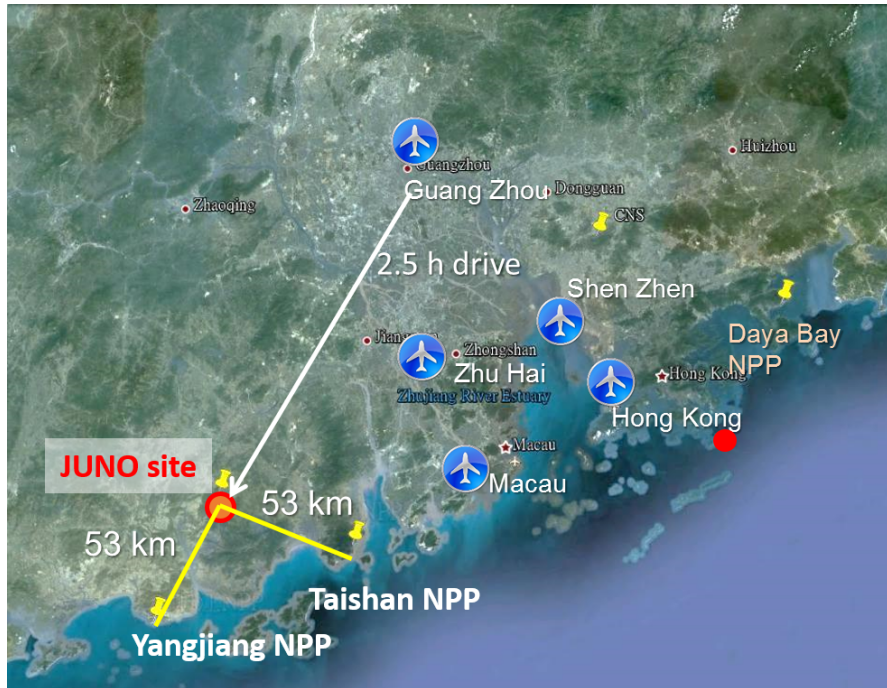 Huizhou
Guangzhou
Guang Zhou
Dongguan
Zhaoqing
CNS
2.5 h drive
Shen Zhen
Daya Bay
NPP
Zhongshan
Zhu Hai
Hong Kong
Zhujiang River Estuary
Hong Kong
Macau
JUNO site
Macau
53 km
53 km
Taishan NPP
Yangjiang NPP